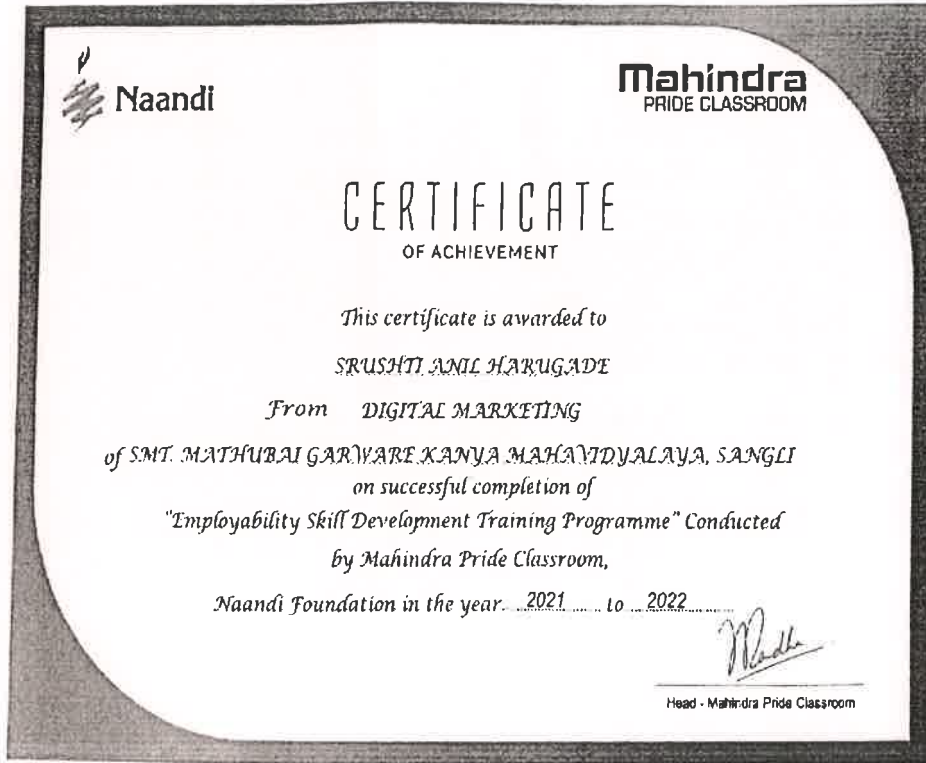 Naandi
Mahindra
PRIDE CLASSROOM
CERTIFICATE
OF ACHIEVEMENT
This certificate is awarded to
SRUSHTI ANIL HARUGADE
From DIGITAL MARKETING
of SMT. MATHUBAI GARWARE KANYA MAHAVIDYALAYA, SANGLI
on successful completion of
"Employability Skill Development Training Programme" Conducted
by Mahindra Pride Classroom,
Naandi Foundation in the year. 2021 to 2022
Head - Mahindra Pride Classroom